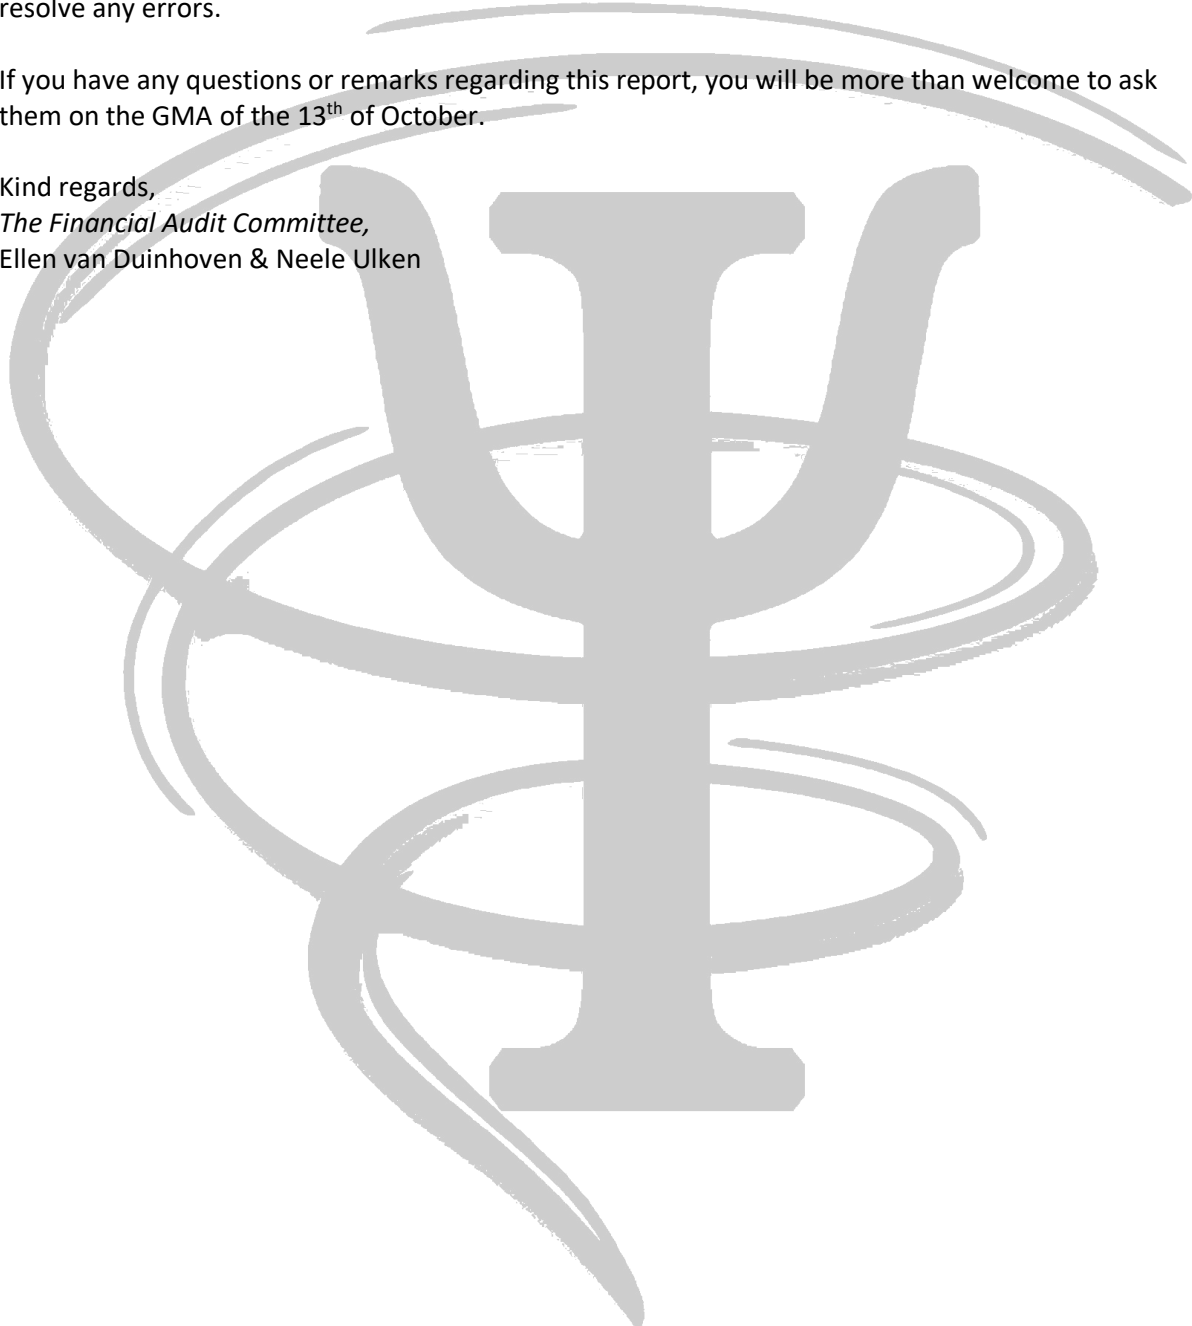 resolve any errors.
If you have any questions or remarks regarding this report, you will be more than welcome to ask
them on the GMA of the 13th of October.
Kind regards,
The Financial Audit Committee,
Ellen van Duinhoven & Neele Ulken